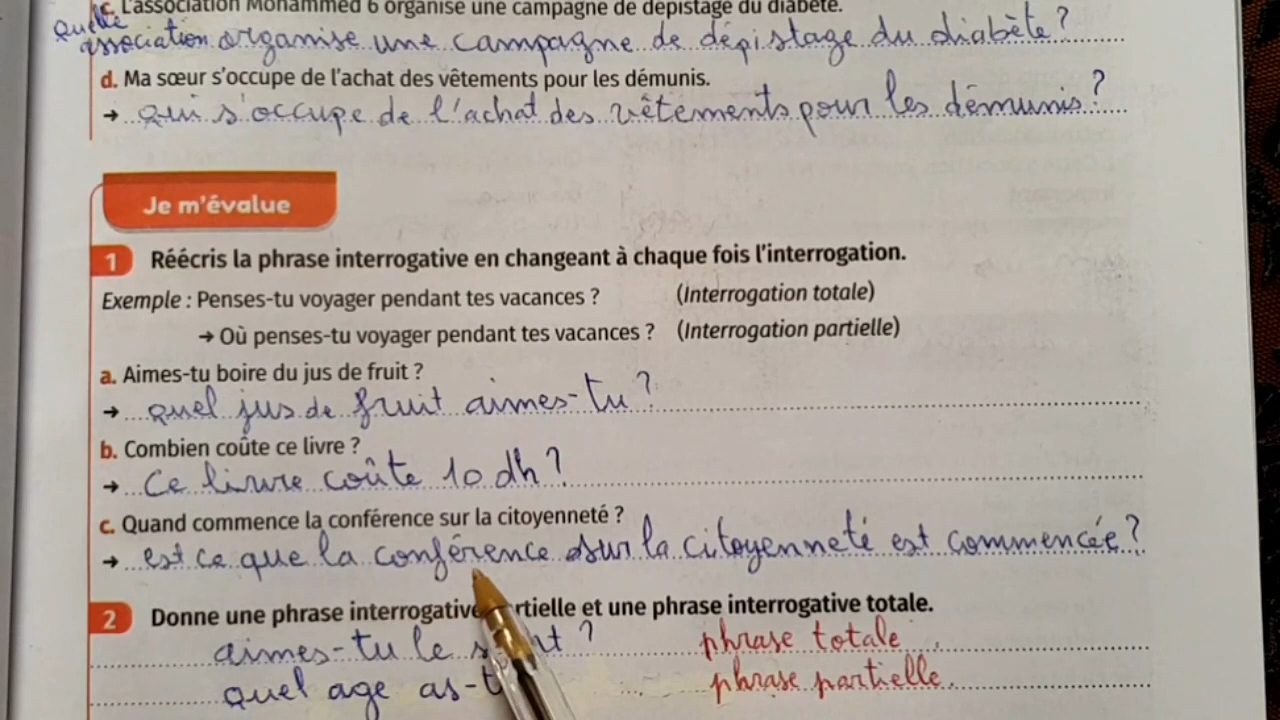 c. L'association Mohammed 6 organise une campagne de dépistage du diabète.
quelle
association organise une campagne de dépistage du diabète ?
d. Ma sœur s'occupe de l'achat des vêtements pour les démunis.
→ qui s'occupe de l'achat des vêtements pour les démunis ?
Je m'évalue
1 Réécris la phrase interrogative en changeant à chaque fois l'interrogation.
Exemple : Penses-tu voyager pendant tes vacances ? (Interrogation totale)
→ Où penses-tu voyager pendant tes vacances ? (Interrogation partielle)
a. Aimes-tu boire du jus de fruit ?
→ quel jus de fruit aimes-tu ?
b. Combien coûte ce livre ?
→ Ce livre coûte 10 dh ?
c. Quand commence la conférence sur la citoyenneté ?
→ est ce que la conférence sur la citoyenneté est commencée ?
2 Donne une phrase interrogative partielle et une phrase interrogative totale.
aimes-tu le ? phrase totale
quel age as-t phrase partielle.